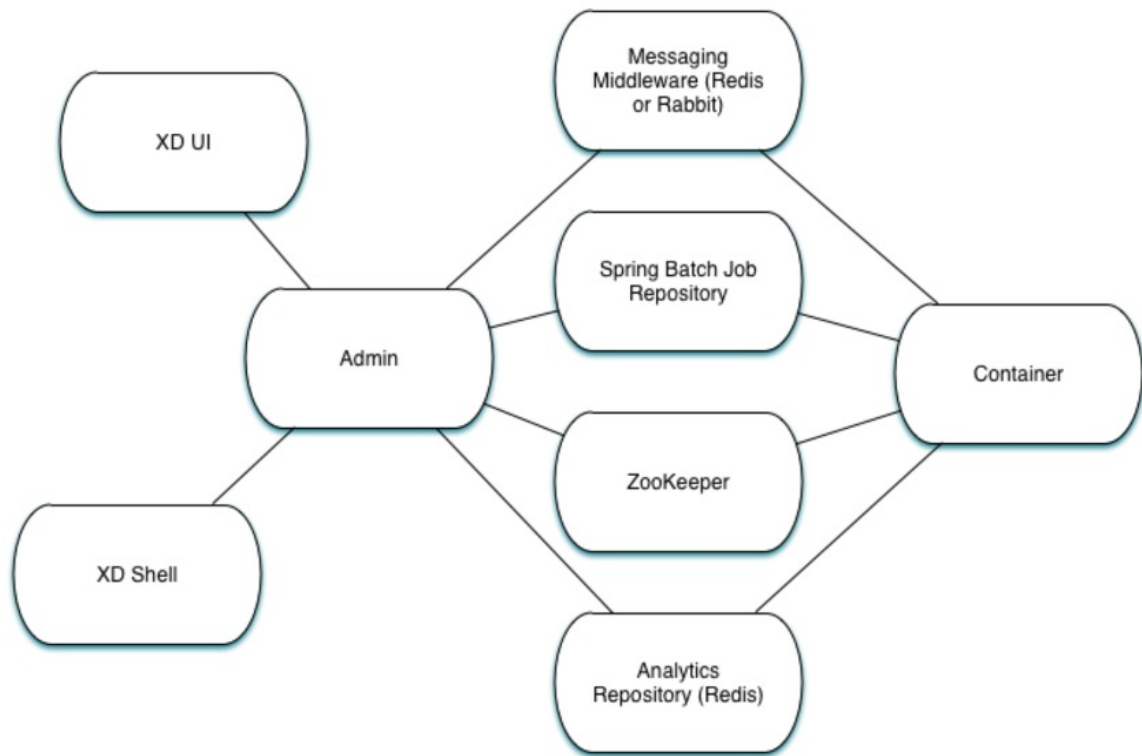 Messaging
Middleware (Redis
or Rabbit)
XD UI
Spring Batch Job
Repository
Admin
Container
ZooKeeper
XD Shell
Analytics
Repository (Redis)